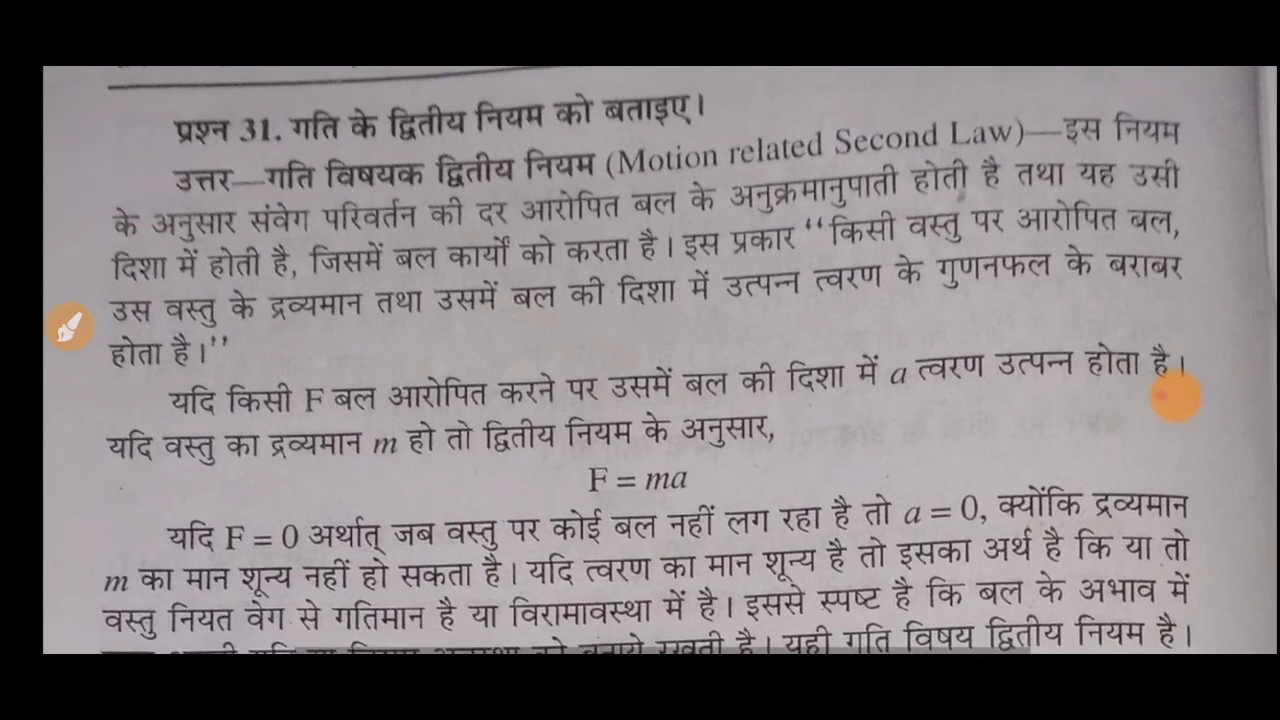 प्रश्न 31. गति के द्वितीय नियम को बताइए।
उत्तर—गति विषयक द्वितीय नियम (Motion related Second Law)—इस नियम
के अनुसार संवेग परिवर्तन की दर आरोपित बल के अनुक्रमानुपाती होती है तथा यह उसी
दिशा में होती है, जिसमें बल कार्यों को करता है। इस प्रकार ‘‘किसी वस्तु पर आरोपित बल,
उस वस्तु के द्रव्यमान तथा उसमें बल की दिशा में उत्पन्न त्वरण के गुणनफल के बराबर
होता है।’’
यदि किसी F बल आरोपित करने पर उसमें बल की दिशा में a त्वरण उत्पन्न होता है।
यदि वस्तु का द्रव्यमान m हो तो द्वितीय नियम के अनुसार,
F = ma
यदि F = 0 अर्थात् जब वस्तु पर कोई बल नहीं लग रहा है तो a = 0, क्योंकि द्रव्यमान
m का मान शून्य नहीं हो सकता है। यदि त्वरण का मान शून्य है तो इसका अर्थ है कि या तो
वस्तु नियत वेग से गतिमान है या विरामावस्था में है। इससे स्पष्ट है कि बल के अभाव में
रखती है। यही गति विषय द्वितीय नियम है।